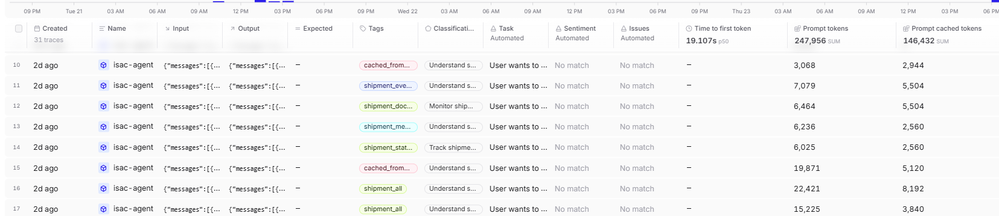 09 PM Tue 21 03 AM 06 AM 09 AM 12 PM 03 PM 06 PM 09 PM Wed 22 03 AM 06 AM 09 AM 12 PM 03 PM 06 PM 09 PM Thu 23 03 AM 06 AM 09 AM 12 PM 03 PM 06 PM
Created Name Input Output Expected Tags Classificati... Task Sentiment Issues Time to first token Prompt tokens Prompt cached tokens
31 traces Automated Automated Automated 19.107s p50 247,956 SUM 146,432 SUM
10 2d ago isac-agent {"messages":[{... {"messages":[{... – cached_from... Understand s... User wants to ... No match No match – 3,068 2,944
11 2d ago isac-agent {"messages":[{... {"messages":[{... – shipment_eve... Understand s... User wants to ... No match No match – 7,079 5,504
12 2d ago isac-agent {"messages":[{... {"messages":[{... – shipment_doc... Monitor ship... User wants to ... No match No match – 6,464 5,504
13 2d ago isac-agent {"messages":[{... {"messages":[{... – shipment_me... Understand s... User wants to ... No match No match – 6,236 2,560
14 2d ago isac-agent {"messages":[{... {"messages":[{... – shipment_stat... Track shipme... User wants to ... No match No match – 6,025 2,560
15 2d ago isac-agent {"messages":[{... {"messages":[{... – cached_from... Understand s... User wants to ... No match No match – 19,871 5,120
16 2d ago isac-agent {"messages":[{... {"messages":[{... – shipment_all Understand s... User wants to ... No match No match – 22,421 8,192
17 2d ago isac-agent {"messages":[{... {"messages":[{... – shipment_all Understand s... User wants to ... No match No match – 15,225 3,840